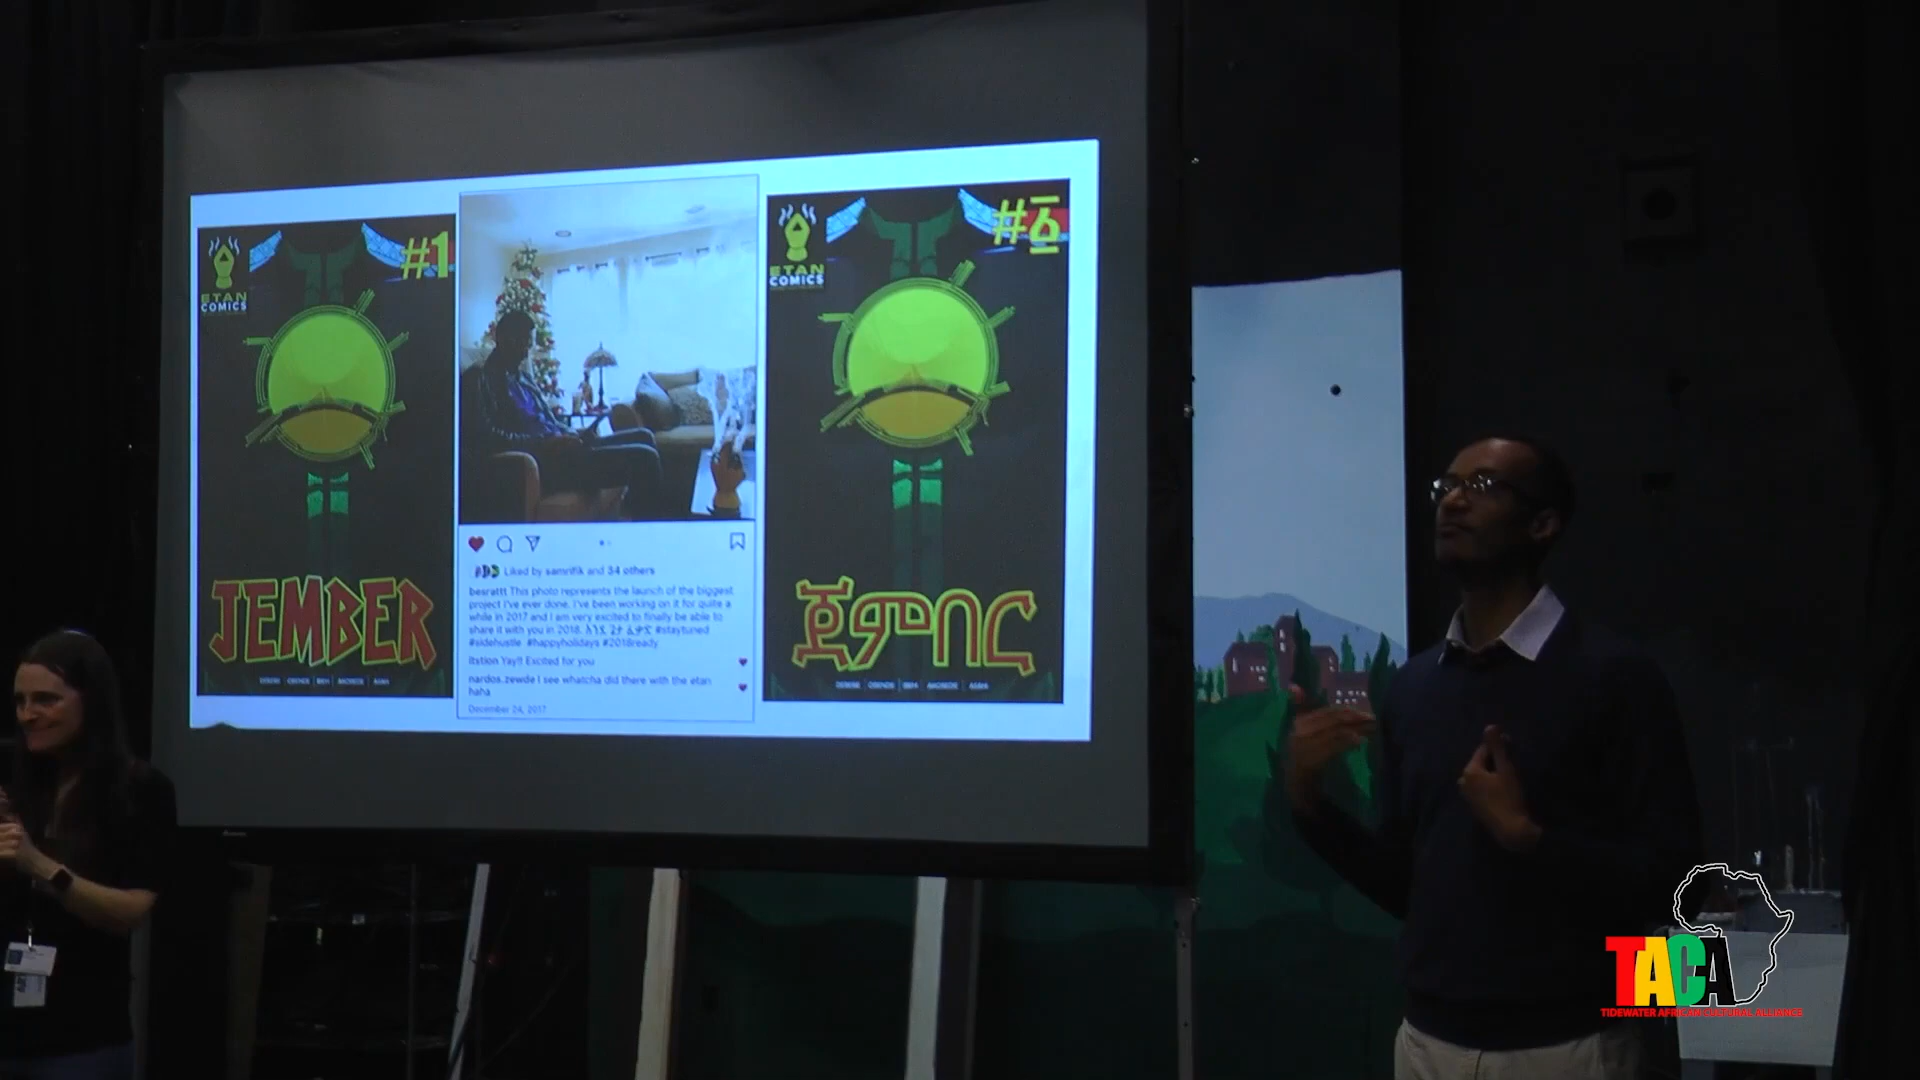 ETAN
COMICS
#1
JEMBER
Liked by samrifik and 34 others
besrattt This photo represents the launch of the biggest
project i've ever done. I've been working on it for quite a
while in 2017 and I am very excited to finally be able to
share it with you in 2018. #staytuned
#sidehustle #happyholidays #2018ready
Yay!! Excited for you
nardos.zewde I see whatcha did there with the etan
haha
December 24, 2017
ETAN
COMICS
#፩
ጀምበር
TACA
TIDEWATER AFRICAN CULTURAL ALLIANCE